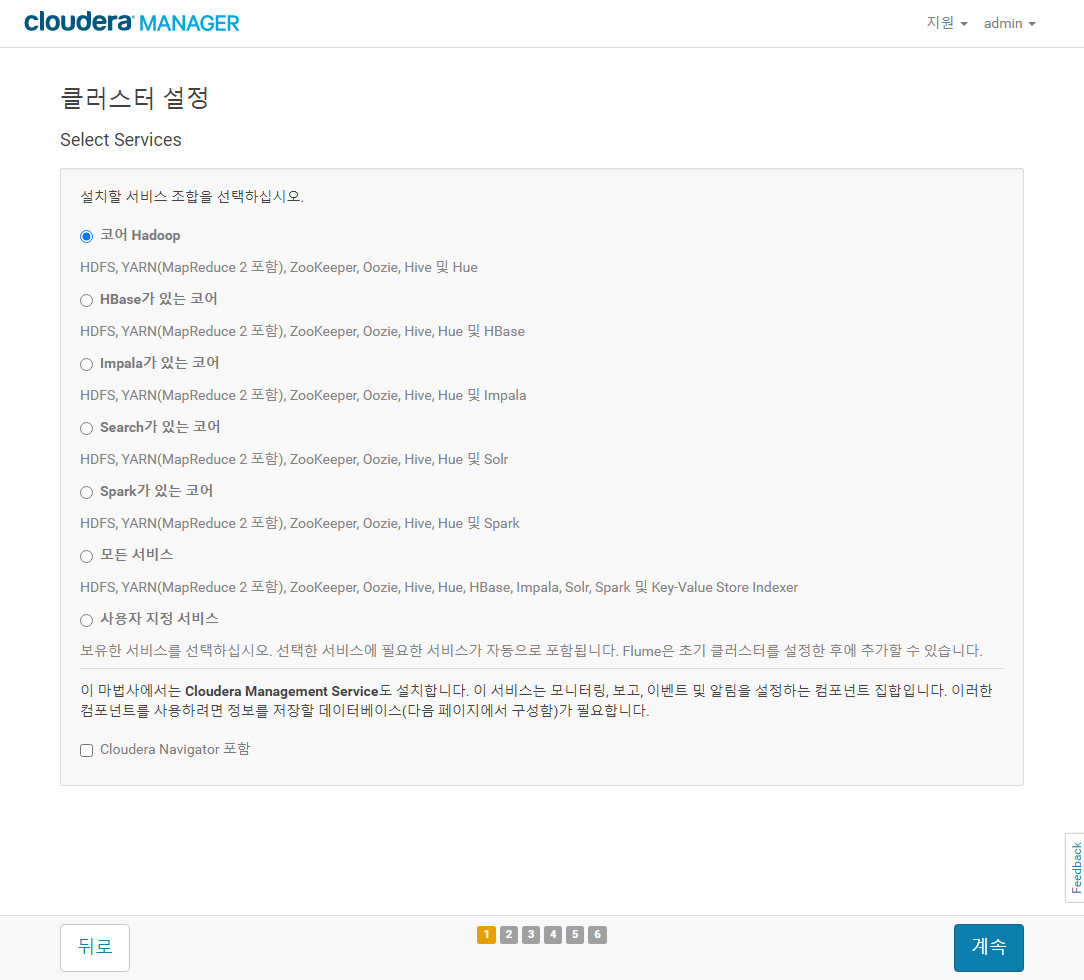 cloudera MANAGER
지원 admin
클러스터 설정
Select Services
설치할 서비스 조합을 선택하십시오.
코어 Hadoop
HDFS, YARN(MapReduce 2 포함), ZooKeeper, Oozie, Hive 및 Hue
HBase가 있는 코어
HDFS, YARN(MapReduce 2 포함), ZooKeeper, Oozie, Hive, Hue 및 HBase
Impala가 있는 코어
HDFS, YARN(MapReduce 2 포함), ZooKeeper, Oozie, Hive, Hue 및 Impala
Search가 있는 코어
HDFS, YARN(MapReduce 2 포함), ZooKeeper, Oozie, Hive, Hue 및 Solr
Spark가 있는 코어
HDFS, YARN(MapReduce 2 포함), ZooKeeper, Oozie, Hive, Hue 및 Spark
모든 서비스
HDFS, YARN(MapReduce 2 포함), ZooKeeper, Oozie, Hive, Hue, HBase, Impala, Solr, Spark 및 Key-Value Store Indexer
사용자 지정 서비스
보유한 서비스를 선택하십시오. 선택한 서비스에 필요한 서비스가 자동으로 포함됩니다. Flume은 초기 클러스터를 설정한 후에 추가할 수 있습니다.
이 마법사에서는 Cloudera Management Service도 설치합니다. 이 서비스는 모니터링, 보고, 이벤트 및 알림을 설정하는 컴포넌트 집합입니다. 이러한
컴포넌트를 사용하려면 정보를 저장할 데이터베이스(다음 페이지에서 구성함)가 필요합니다.
Cloudera Navigator 포함
Feedback
뒤로 1 2 3 4 5 6 계속